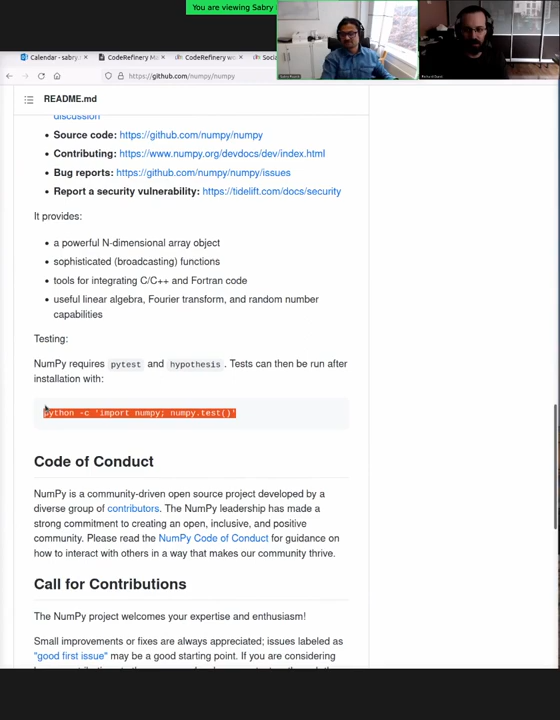 You are viewing Sabry
Calendar - sabry.r
CodeRefinery Ma
CodeRefinery wo
Socia
https://github.com/numpy/numpy
README.md
discussion
Source code: https://github.com/numpy/numpy
Contributing: https://www.numpy.org/devdocs/dev/index.html
Bug reports: https://github.com/numpy/numpy/issues
Report a security vulnerability: https://tidelift.com/docs/security
It provides:
a powerful N-dimensional array object
sophisticated (broadcasting) functions
tools for integrating C/C++ and Fortran code
useful linear algebra, Fourier transform, and random number
capabilities
Testing:
NumPy requires pytest and hypothesis . Tests can then be run after
installation with:
python -c 'import numpy; numpy.test()'
Code of Conduct
NumPy is a community-driven open source project developed by a
diverse group of contributors. The NumPy leadership has made a
strong commitment to creating an open, inclusive, and positive
community. Please read the NumPy Code of Conduct for guidance on
how to interact with others in a way that makes our community thrive.
Call for Contributions
The NumPy project welcomes your expertise and enthusiasm!
Small improvements or fixes are always appreciated; issues labeled as
"good first issue" may be a good starting point. If you are considering